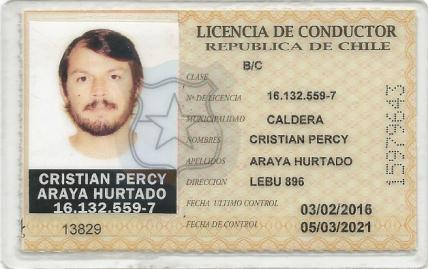 LICENCIA DE CONDUCTOR
REPUBLICA DE CHILE
B/C
CLASE
Nº DE LICENCIA 16.132.559-7
MUNICIPALIDAD CALDERA
NOMBRES CRISTIAN PERCY
APELLIDOS ARAYA HURTADO
DIRECCION LEBU 896
FECHA ULTIMO CONTROL 03/02/2016
FECHA DE CONTROL 05/03/2021
15979643
CRISTIAN PERCY
ARAYA HURTADO
16.132.559-7
13829